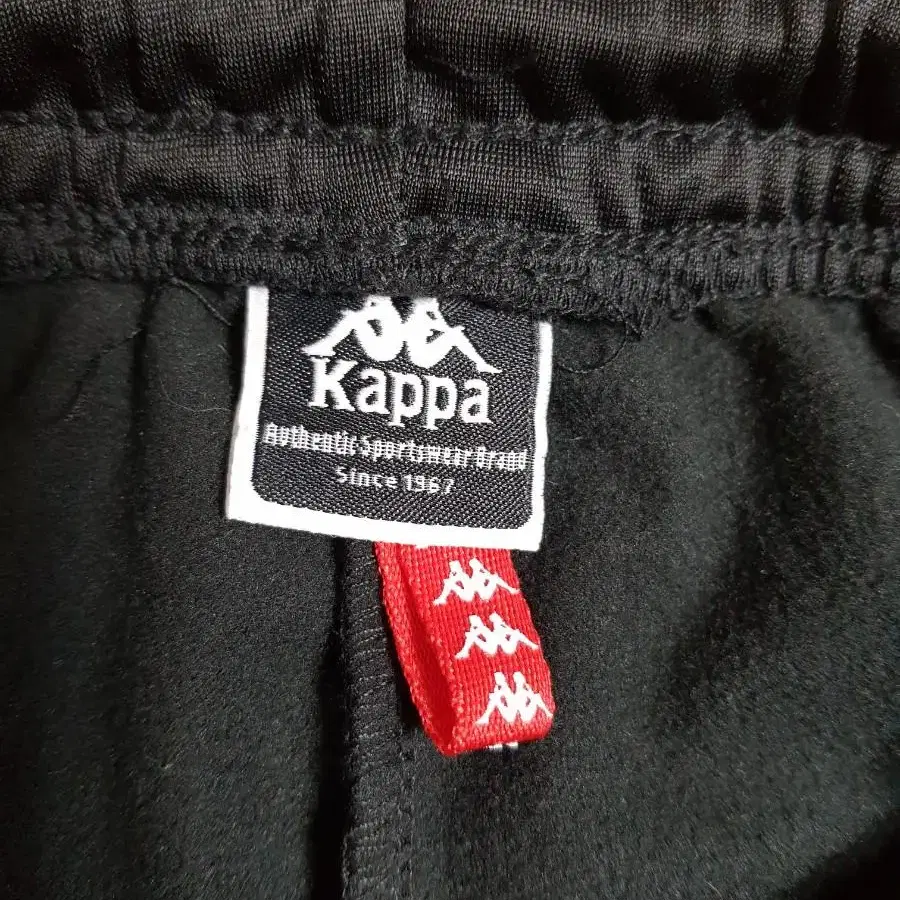 Kappa
Authentic Sportswear Brand
Since 1967